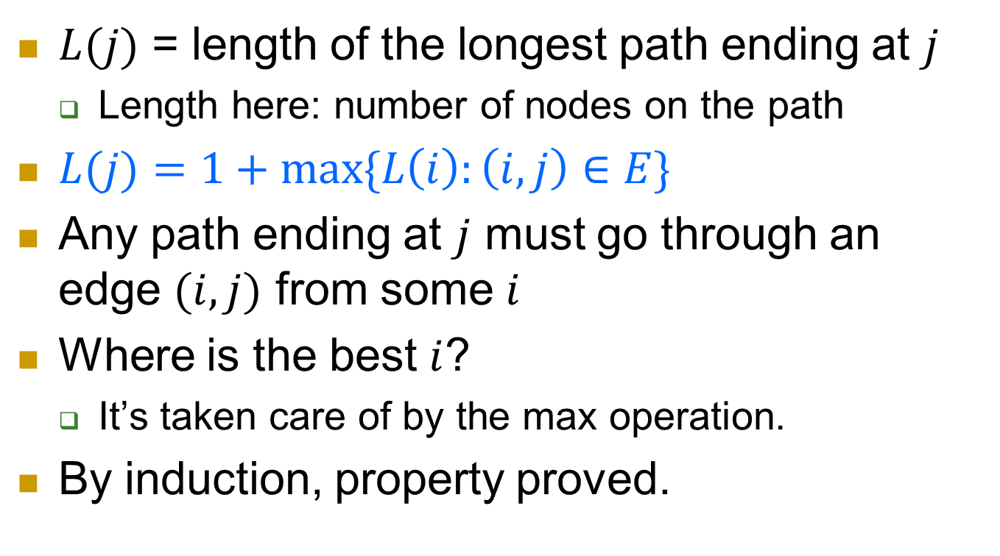 L(j) = length of the longest path ending at j
Length here: number of nodes on the path
L(j) = 1 + max{L(i): (i, j) ∈ E}
Any path ending at j must go through an
edge (i, j) from some i
Where is the best i?
It’s taken care of by the max operation.
By induction, property proved.